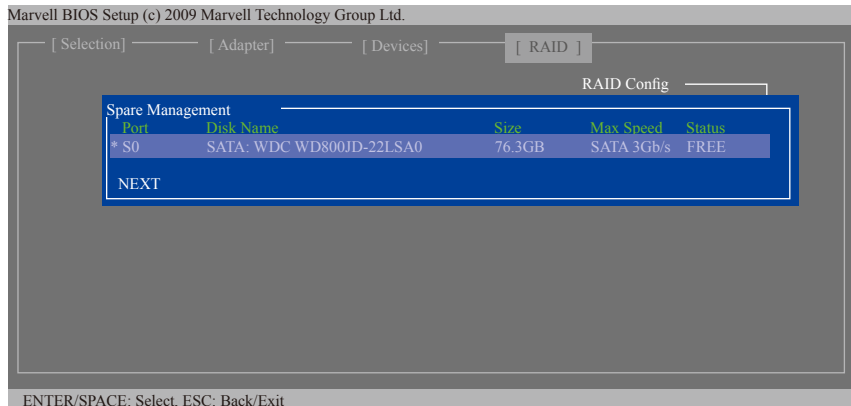 Marvell BIOS Setup (c) 2009 Marvell Technology Group Ltd.
[ Selection] [ Adapter] [ Devices] [ RAID ]
RAID Config
Spare Management
Port Disk Name Size Max Speed Status
* S0 SATA: WDC WD800JD-22LSA0 76.3GB SATA 3Gb/s FREE
NEXT
ENTER/SPACE: Select, ESC: Back/Exit